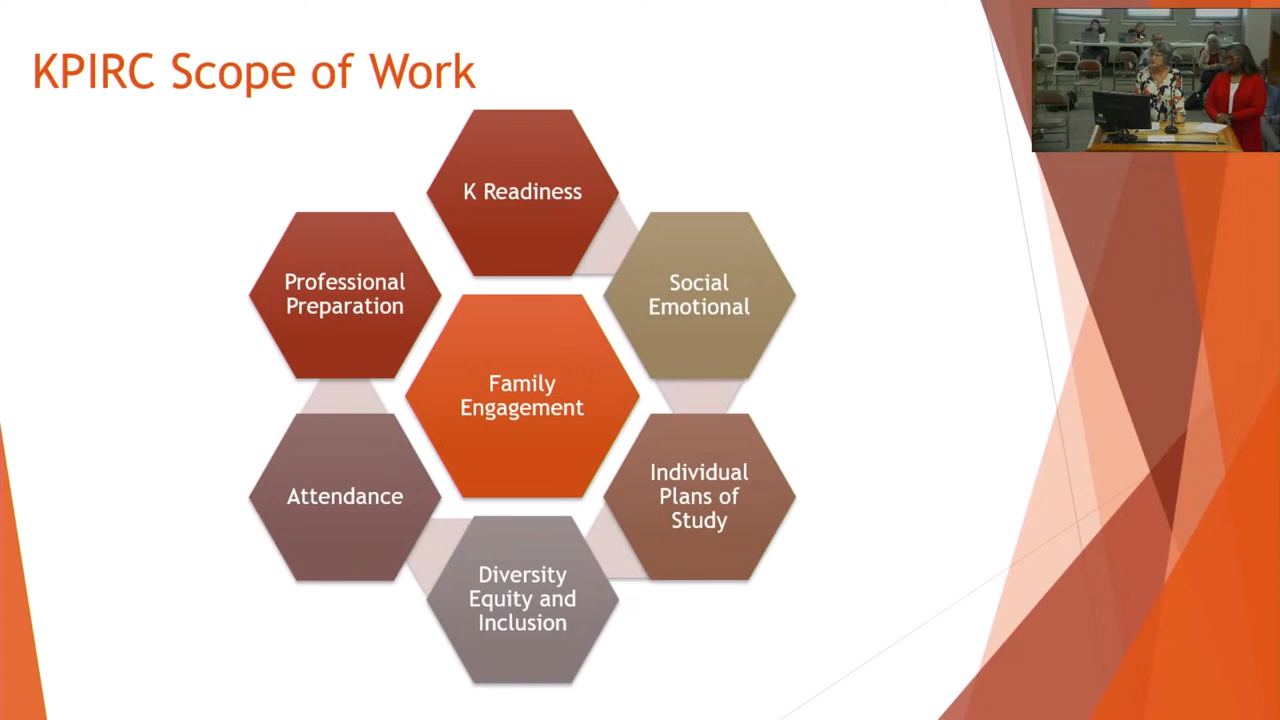 KPIRC Scope of Work
K Readiness
Social
Emotional
Individual
Plans of
Study
Diversity
Equity and
Inclusion
Attendance
Professional
Preparation
Family
Engagement